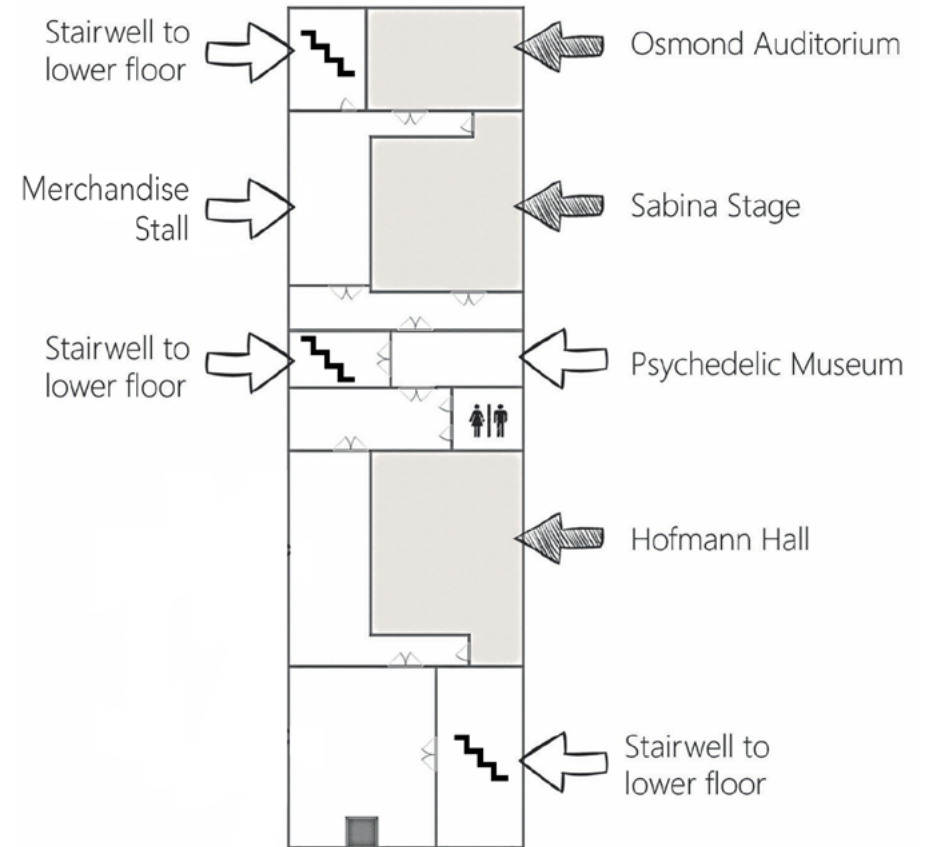 Stairwell to
lower floor
Osmond Auditorium
Merchandise
Stall
Sabina Stage
Stairwell to
lower floor
Psychedelic Museum
Hofmann Hall
Stairwell to
lower floor